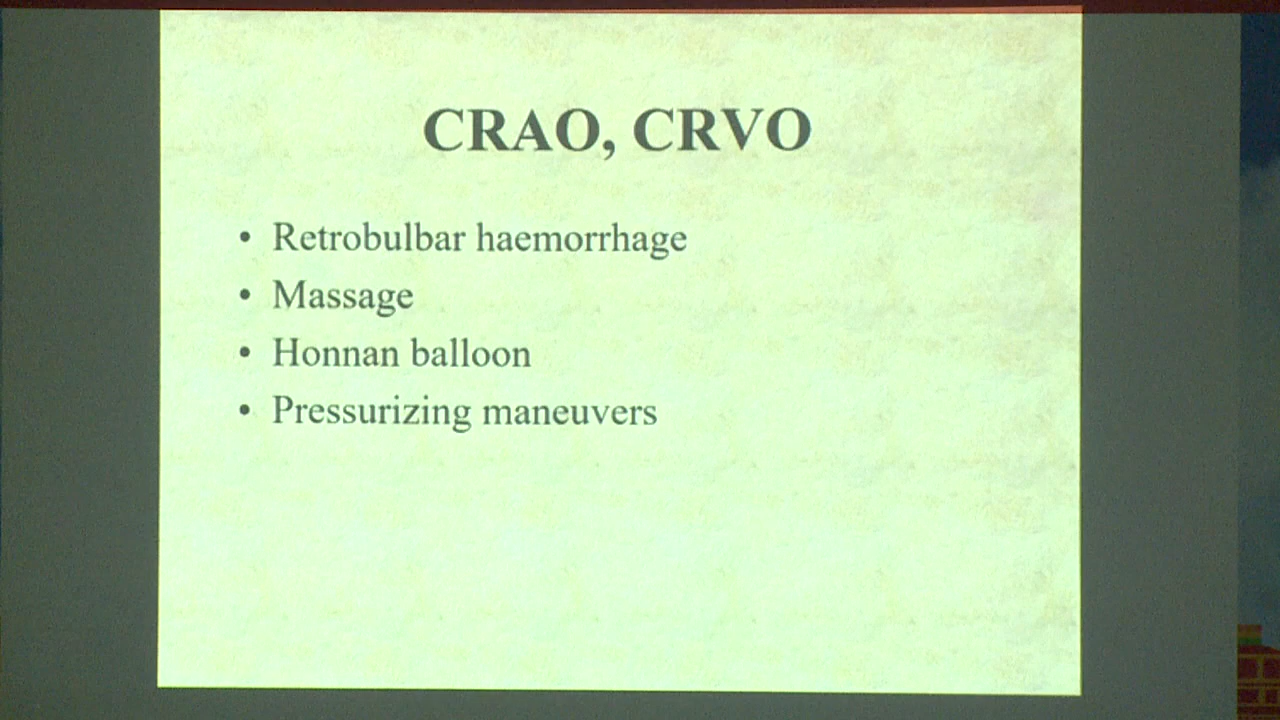 CRAO, CRVO
• Retrobulbar haemorrhage
• Massage
• Honnan balloon
• Pressurizing maneuvers